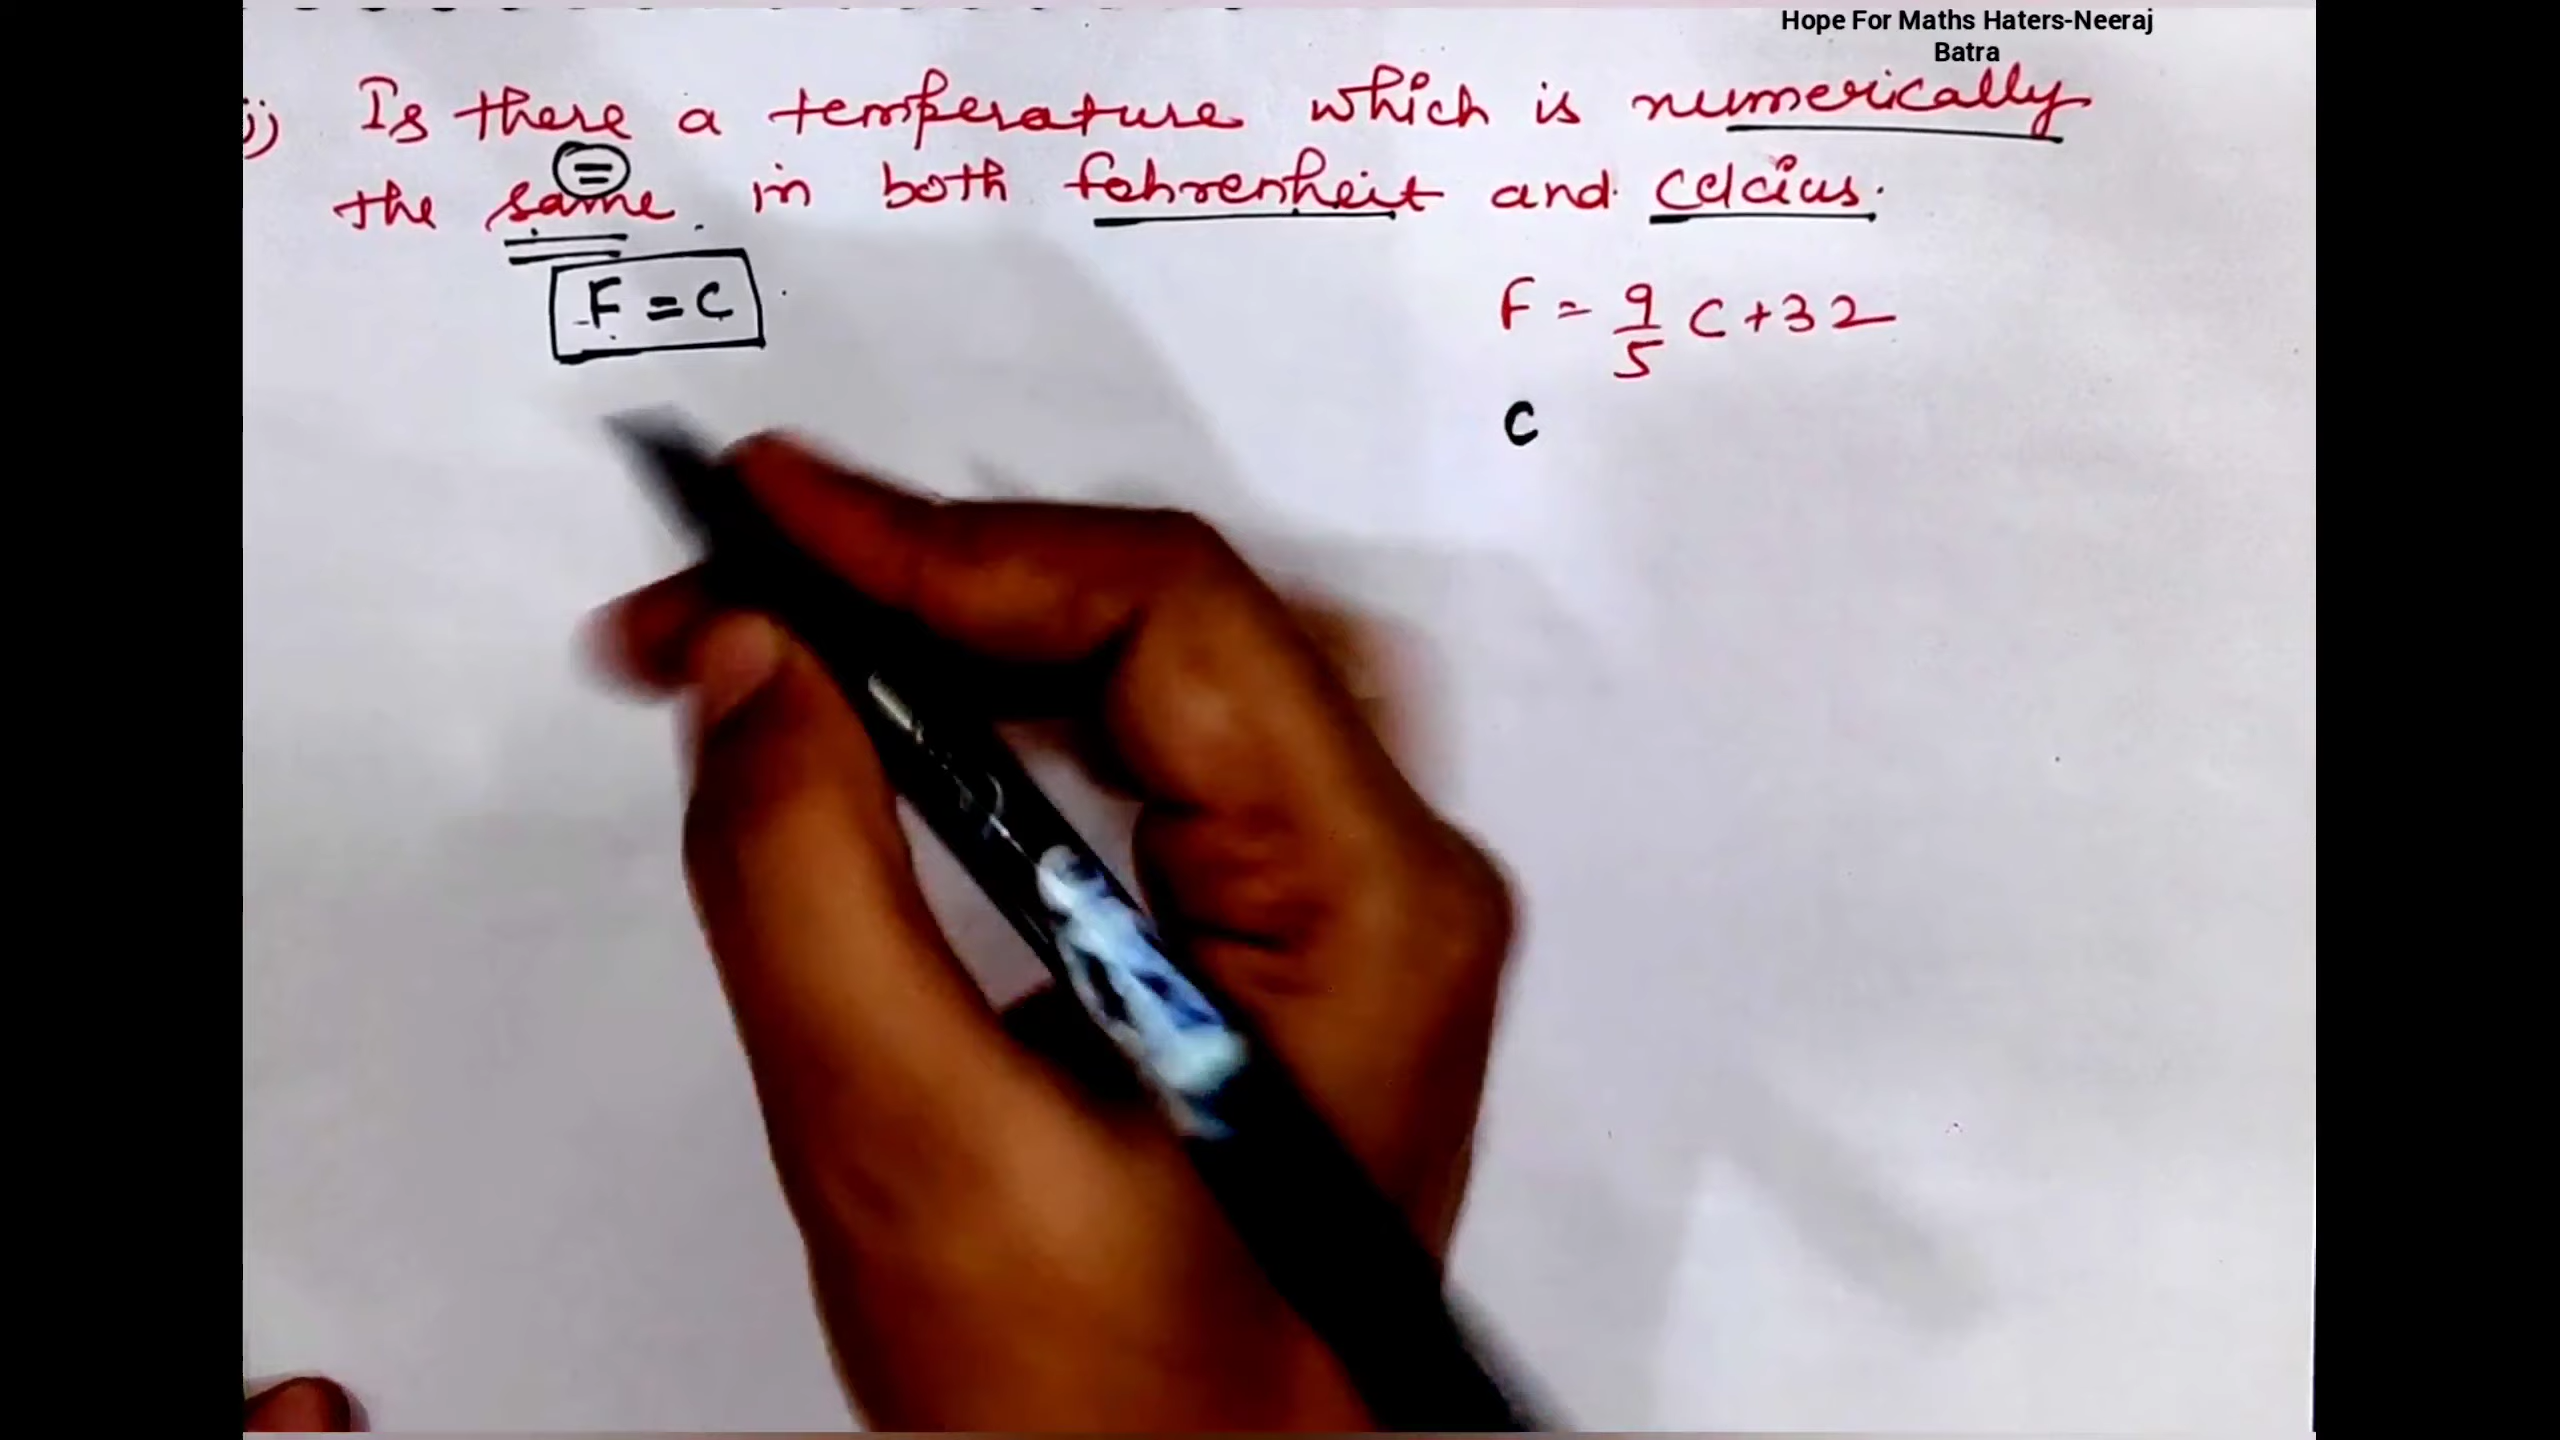 Hope For Maths Haters-Neeraj
Batra
Is there a temperature which is numerically
=
the same in both fahrenheit and celcius.
F = C
F = 9/5 C + 32
C